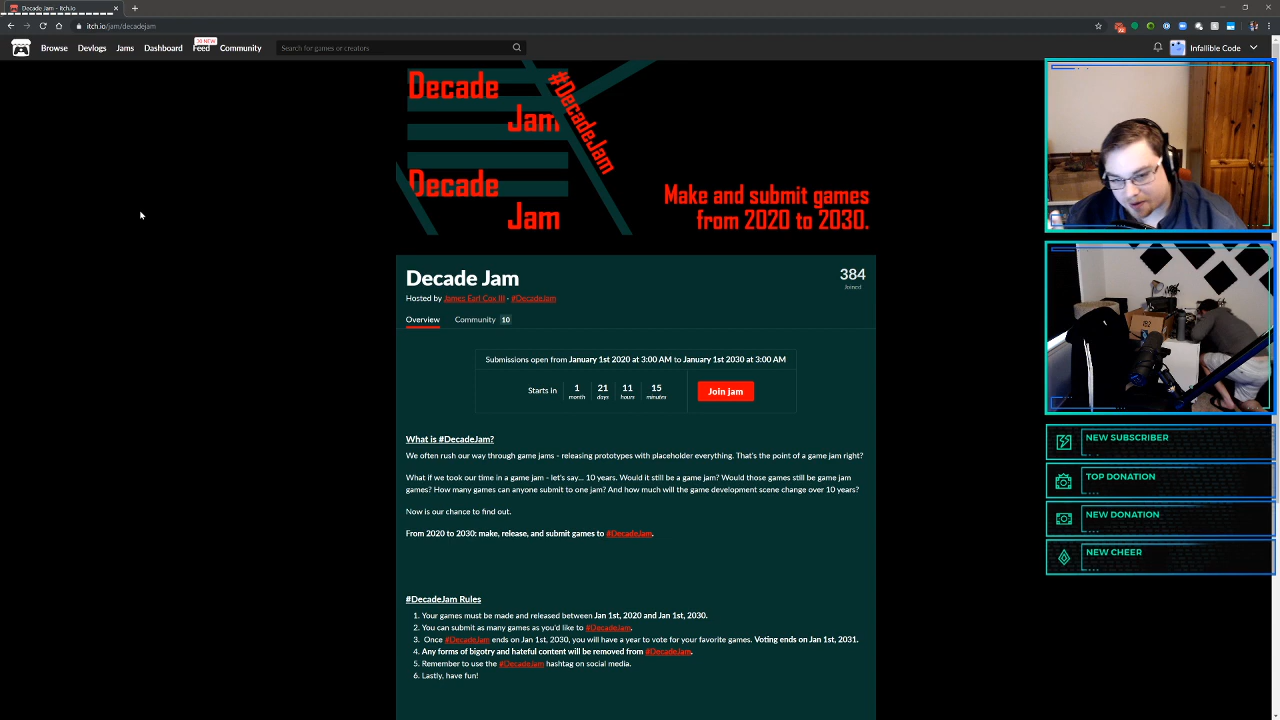 Decade Jam - itch.io
itch.io/jam/decadejam
Browse Devlogs Jams Dashboard Feed Community
Search for games or creators
Infallible Code
Decade
Jam
#DecadeJam
Decade
Jam
Make and submit games
from 2020 to 2030.
Decade Jam
384
Joined
Hosted by James Earl Cox III · #DecadeJam
Overview Community 10
Submissions open from January 1st 2020 at 3:00 AM to January 1st 2030 at 3:00 AM
Starts in 1 month 21 days 11 hours 15 minutes
Join jam
What is #DecadeJam?
We often rush our way through game jams - releasing prototypes with placeholder everything. That's the point of a game jam right?
What if we took our time in a game jam - let's say... 10 years. Would it still be a game jam? Would those games still be game jam
games? How many games can anyone submit to one jam? And how much will the game development scene change over 10 years?
Now is our chance to find out.
From 2020 to 2030: make, release, and submit games to #DecadeJam.
#DecadeJam Rules
1. Your games must be made and released between Jan 1st, 2020 and Jan 1st, 2030.
2. You can submit as many games as you'd like to #DecadeJam.
3. Once #DecadeJam ends on Jan 1st, 2030, you will have a year to vote for your favorite games. Voting ends on Jan 1st, 2031.
4. Any forms of bigotry and hateful content will be removed from #DecadeJam.
5. Remember to use the #DecadeJam hashtag on social media.
6. Lastly, have fun!
NEW SUBSCRIBER
TOP DONATION
NEW DONATION
NEW CHEER